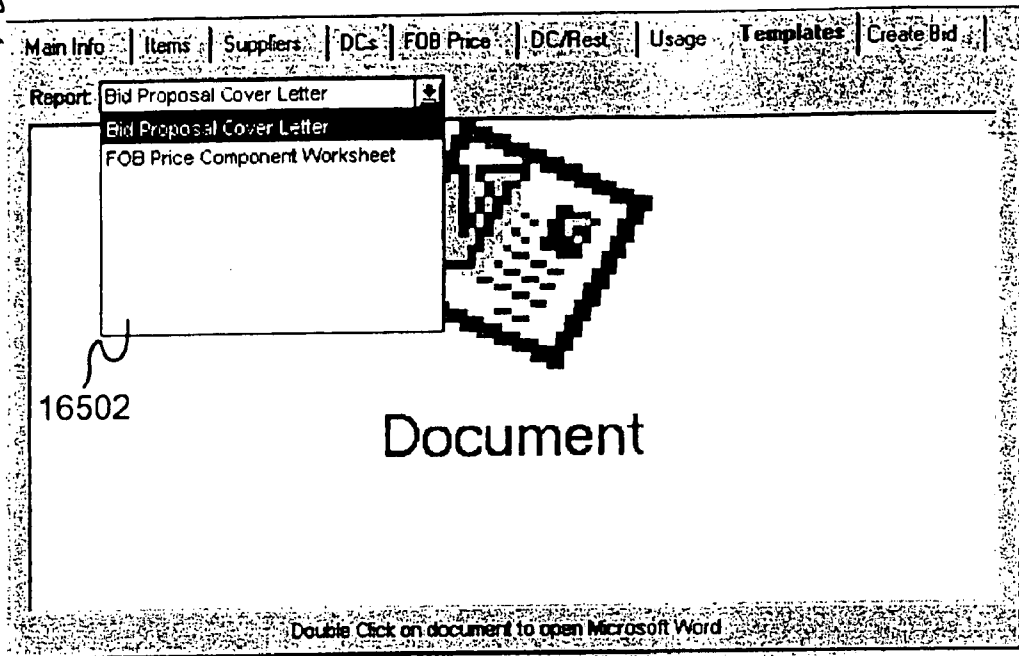 Main Info Items Suppliers DCs FOB Price DC/Rest Usage Templates Create Bid
Report: Bid Proposal Cover Letter
Bid Proposal Cover Letter
FOB Price Component Worksheet
16502
Document
Double Click on document to open Microsoft Word